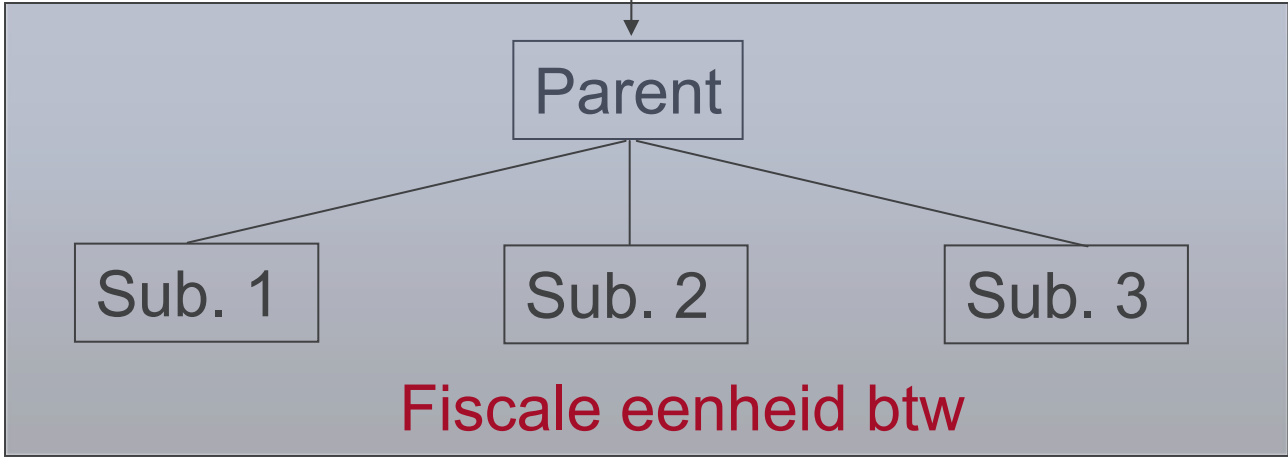 Parent
Sub. 1
Sub. 2
Sub. 3
Fiscale eenheid btw